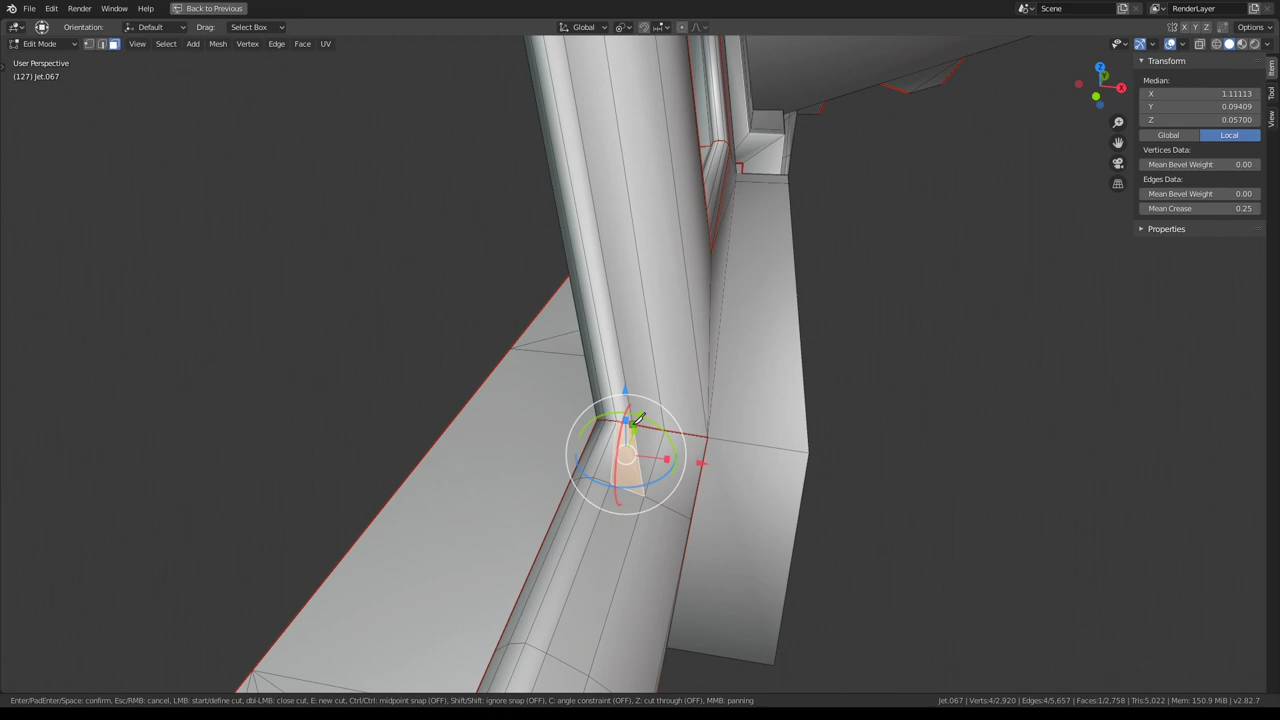 File Edit Render Window Help Back to Previous Scene RenderLayer
Orientation: Default Drag: Select Box Global X Y Z Options
Edit Mode View Select Add Mesh Vertex Edge Face UV
User Perspective
(127) Jet.067
Transform
Median:
X 1.11113
Y 0.09409
Z 0.05700
Global Local
Vertices Data:
Mean Bevel Weight 0.00
Edges Data:
Mean Bevel Weight 0.00
Mean Crease 0.25
Properties
Item
Tool
View
Z
Y
X
Enter/PadEnter/Space: confirm, Esc/RMB: cancel, LMB: start/define cut, dbl-LMB: close cut, E: new cut, Ctrl/Ctrl: midpoint snap (OFF), Shift/Shift: ignore snap (OFF), C: angle constraint (OFF), Z: cut through (OFF), MMB: panning
Jet.067 | Verts:4/2,920 | Edges:4/5,657 | Faces:1/2,758 | Tris:5,022 | Mem: 150.9 MiB | v2.82.7